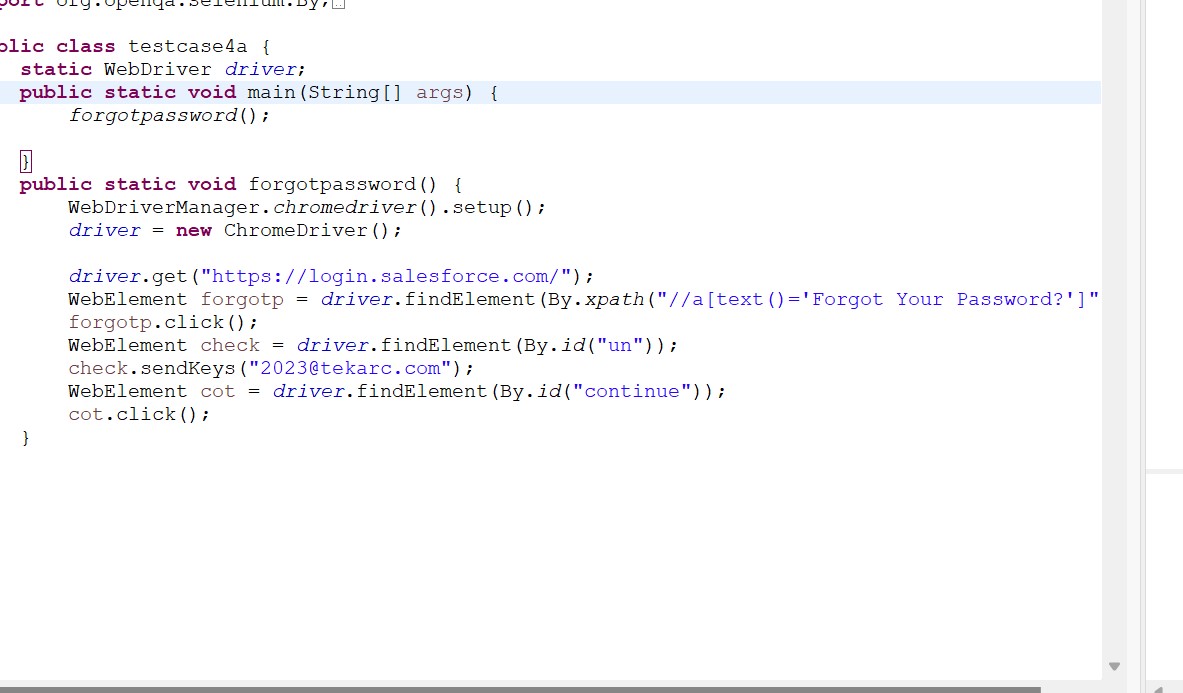 port org.openqa.selenium.By;
blic class testcase4a {
static WebDriver driver;
public static void main(String[] args) {
forgotpassword();
}
public static void forgotpassword() {
WebDriverManager.chromedriver().setup();
driver = new ChromeDriver();
driver.get("https://login.salesforce.com/");
WebElement forgotp = driver.findElement(By.xpath("//a[text()='Forgot Your Password?']"
forgotp.click();
WebElement check = driver.findElement(By.id("un"));
check.sendKeys("2023@tekarc.com");
WebElement cot = driver.findElement(By.id("continue"));
cot.click();
}